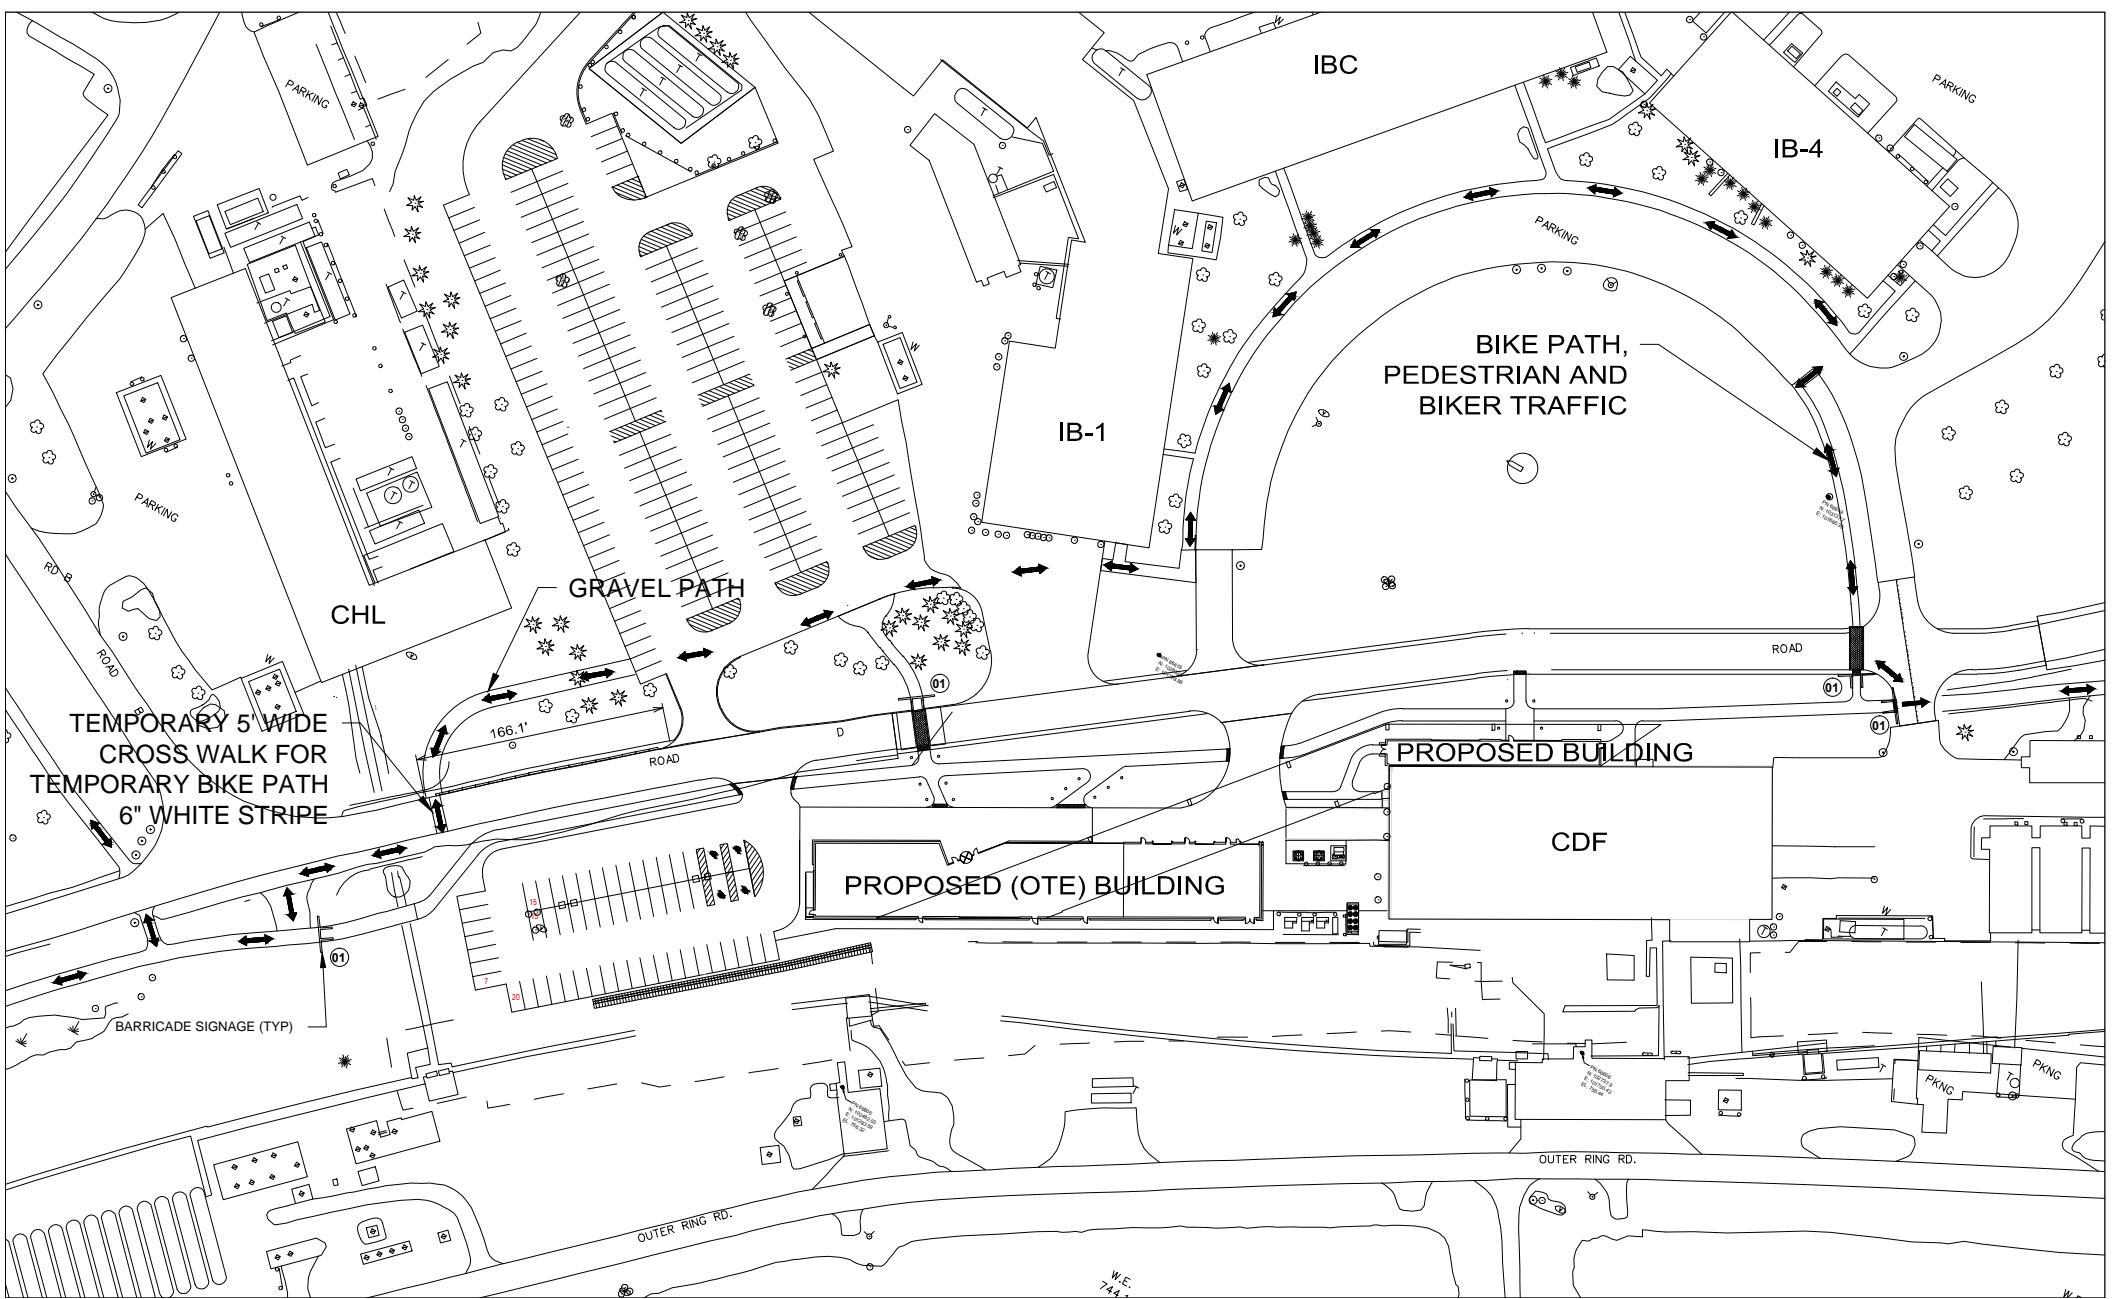 IBC
PARKING
PARKING
IB-4
PARKING
BIKE PATH,
PEDESTRIAN AND
BIKER TRAFFIC
IB-1
PARKING
RD B
GRAVEL PATH
CHL
ROAD
B
ROAD
TEMPORARY 5' WIDE
CROSS WALK FOR
TEMPORARY BIKE PATH
6" WHITE STRIPE
166.1'
ROAD
D
01
01
01
PROPOSED BUILDING
CDF
PROPOSED (OTE) BUILDING
15
01
7
20
BARRICADE SIGNAGE (TYP)
PKNG
PKNG
OUTER RING RD.
OUTER RING RD.
W.E.